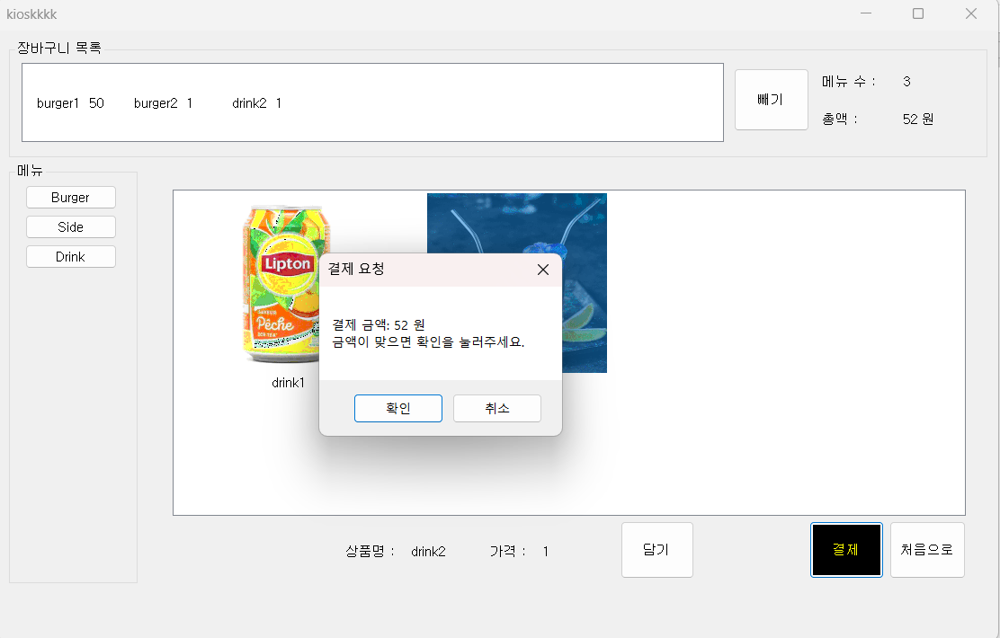 kioskkkk
장바구니 목록
burger1 50 burger2 1 drink2 1
빼기
메뉴 수 : 3
총액 : 52 원
메뉴
Burger
Side
Drink
Lipton
SAVEUR
Pêche
drink1
결제 요청
결제 금액: 52 원
금액이 맞으면 확인을 눌러주세요.
확인
취소
상품명 : drink2 가격 : 1
담기
결제
처음으로